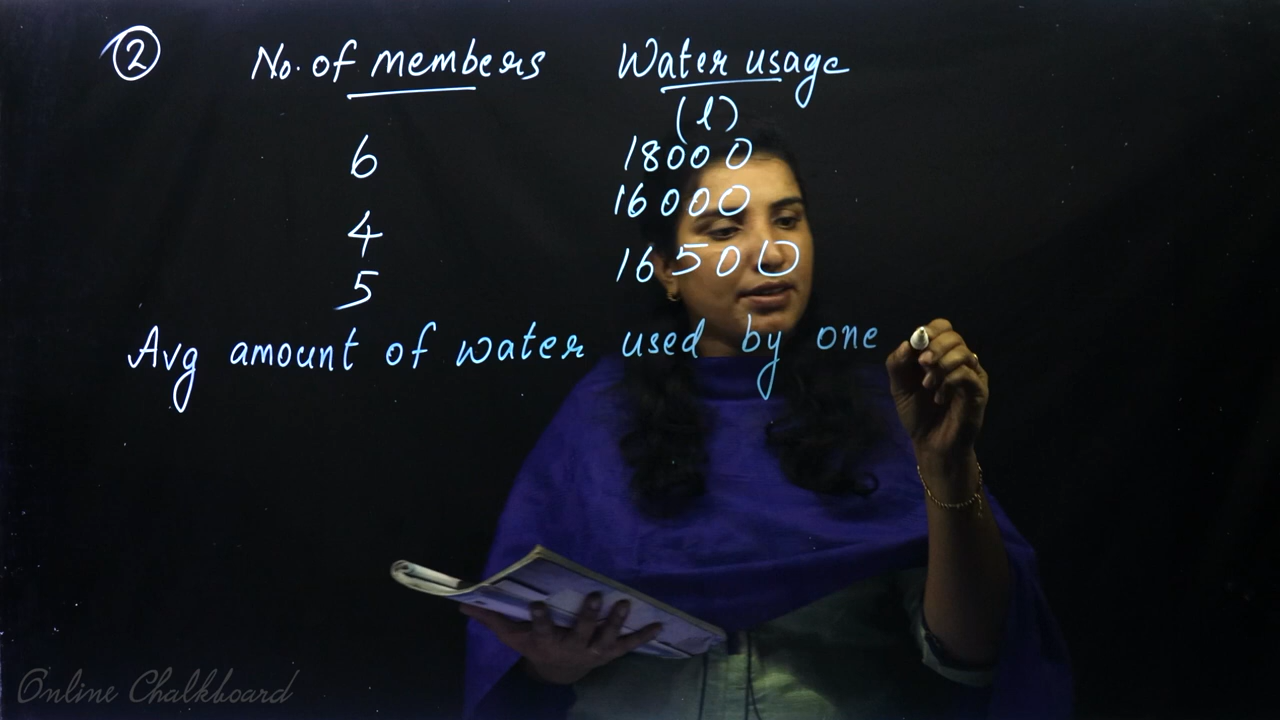 ② No. of members Water usage
(l)
6 18000
4 16000
5 16500
Avg amount of water used by one
Online Chalkboard